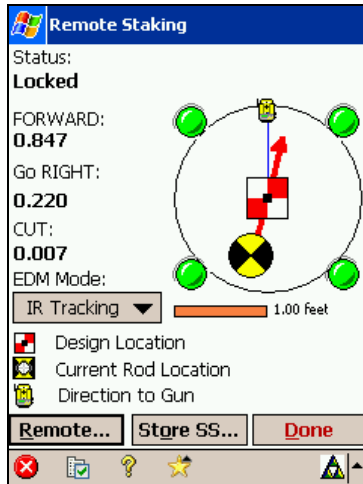 Remote Staking
Status:
Locked
FORWARD:
0.847
Go RIGHT:
0.220
CUT:
0.007
EDM Mode:
IR Tracking
1.00 feet
Design Location
Current Rod Location
Direction to Gun
Remote... Store SS... Done